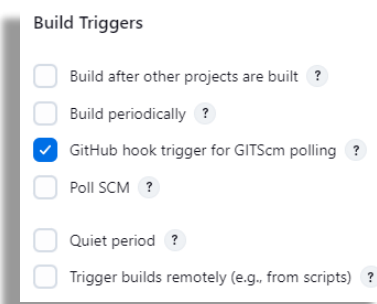 Build Triggers
Build after other projects are built ?
Build periodically ?
GitHub hook trigger for GITScm polling ?
Poll SCM ?
Quiet period ?
Trigger builds remotely (e.g., from scripts) ?